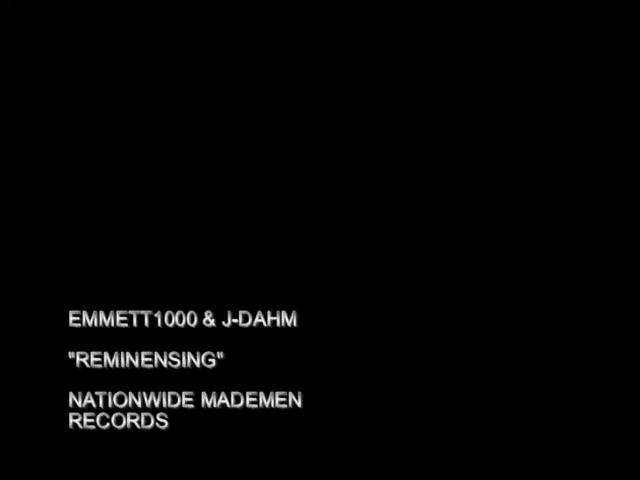 EMMETT1000 & J-DAHM
"REMINENSING"
NATIONWIDE MADEMEN
RECORDS